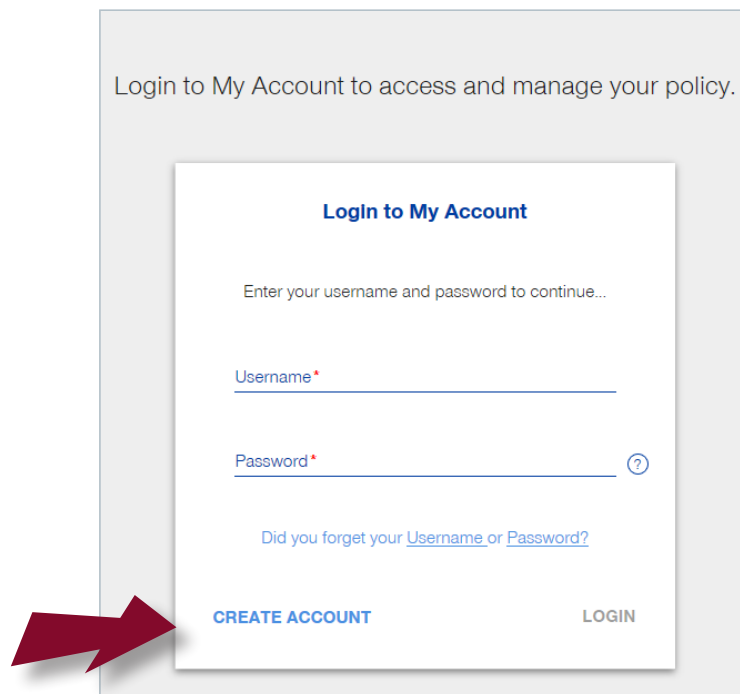 Login to My Account to access and manage your policy.
Login to My Account
Enter your username and password to continue...
Username*
Password*
?
Did you forget your Username or Password?
CREATE ACCOUNT LOGIN